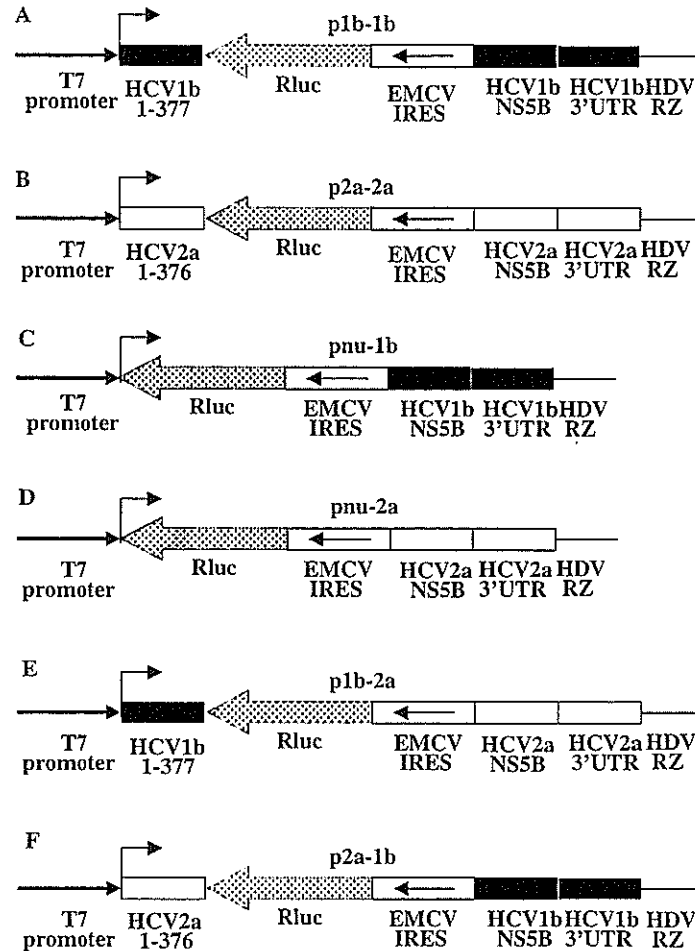 A
p1b-1b
T7 promoter
HCV1b 1-377
Rluc
EMCV IRES
HCV1b NS5B
HCV1b 3'UTR
HDV RZ
B
p2a-2a
T7 promoter
HCV2a 1-376
Rluc
EMCV IRES
HCV2a NS5B
HCV2a 3'UTR
HDV RZ
C
pnu-1b
T7 promoter
Rluc
EMCV IRES
HCV1b NS5B
HCV1b 3'UTR
HDV RZ
D
pnu-2a
T7 promoter
Rluc
EMCV IRES
HCV2a NS5B
HCV2a 3'UTR
HDV RZ
E
p1b-2a
T7 promoter
HCV1b 1-377
Rluc
EMCV IRES
HCV2a NS5B
HCV2a 3'UTR
HDV RZ
F
p2a-1b
T7 promoter
HCV2a 1-376
Rluc
EMCV IRES
HCV1b NS5B
HCV1b 3'UTR
HDV RZ